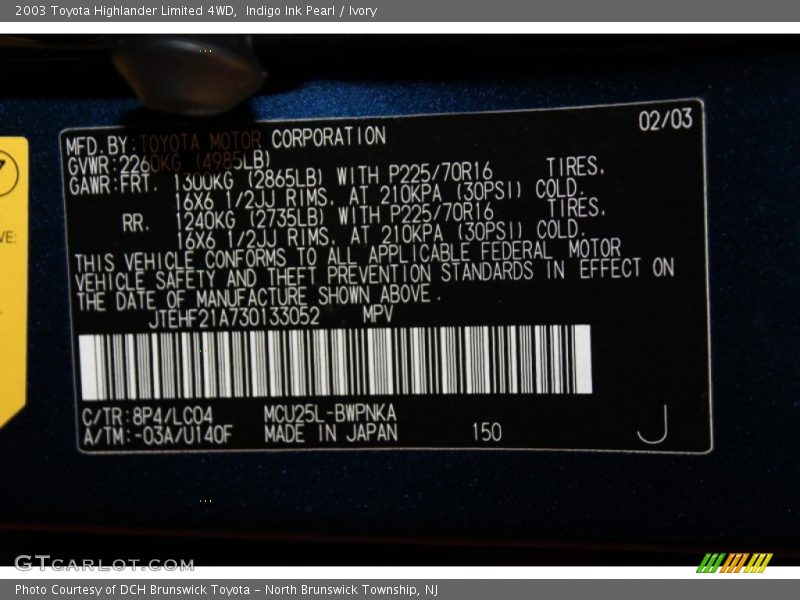 2003 Toyota Highlander Limited 4WD, Indigo Ink Pearl / Ivory
02/03
MFD.BY:TOYOTA MOTOR CORPORATION
GVWR:2260KG (4985LB)
GAWR:FRT. 1300KG (2865LB) WITH P225/70R16 TIRES,
16X6 1/2JJ RIMS, AT 210KPA (30PSI) COLD.
RR. 1240KG (2735LB) WITH P225/70R16 TIRES,
16X6 1/2JJ RIMS, AT 210KPA (30PSI) COLD.
THIS VEHICLE CONFORMS TO ALL APPLICABLE FEDERAL MOTOR
VEHICLE SAFETY AND THEFT PREVENTION STANDARDS IN EFFECT ON
THE DATE OF MANUFACTURE SHOWN ABOVE.
JTEHF21A730133052 MPV
C/TR:8P4/LC04 MCU25L-BWPNKA
A/TM:-03A/U140F MADE IN JAPAN 150 J
VE:
GTCARLOT.COM
Photo Courtesy of DCH Brunswick Toyota - North Brunswick Township, NJ